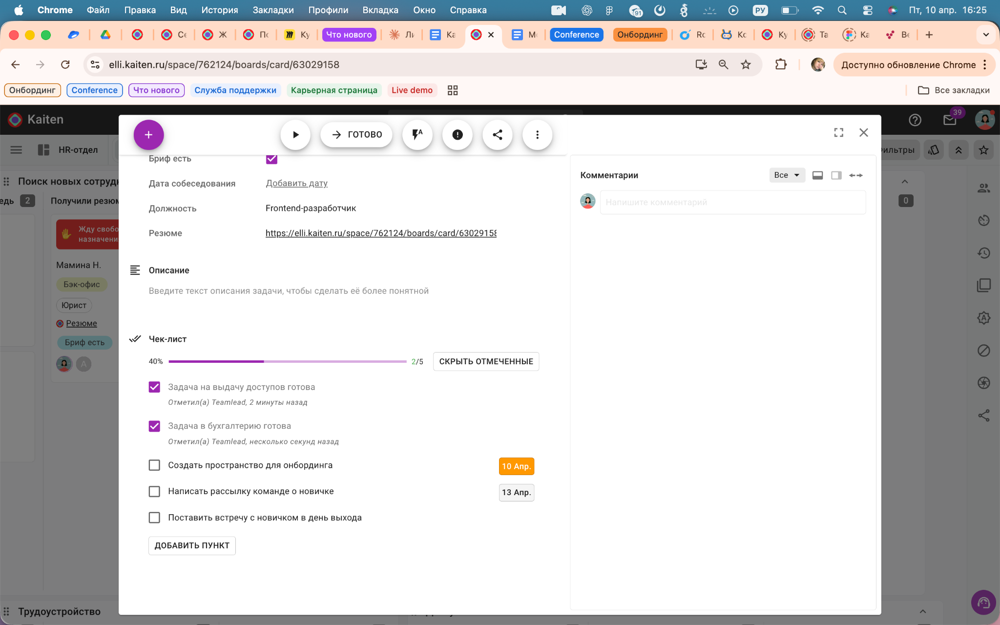 Chrome Файл Правка Вид История Закладки Профили Вкладка Окно Справка 91 РУ Пт, 10 апр. 16:25
Се Ж По Ку Что нового Ли Ка Conference Онбординг Ко Ку Та Ка Ве
elli.kaiten.ru/space/762124/boards/card/63029158 Доступно обновление Chrome
Онбординг Conference Что нового Служба поддержки Карьерная страница Live demo Все закладки
Kaiten 39
HR-отдел ГОТОВО ильтры
Поиск новых сотруд
едь 2 Получили резюм 0
Жду свобо
назначени
Мамина Н.
Бэк-офис
Юрист
Резюме
Бриф есть
A
Бриф есть
Дата собеседования Добавить дату
Должность Frontend-разработчик
Резюме https://elli.kaiten.ru/space/762124/boards/card/63029158
Описание
Введите текст описания задачи, чтобы сделать её более понятной
Чек-лист
40% 2/5 СКРЫТЬ ОТМЕЧЕННЫЕ
Задача на выдачу доступов готова
Отметил(а) Teamlead, 2 минуты назад
Задача в бухгалтерию готова
Отметил(а) Teamlead, несколько секунд назад
Создать пространство для онбординга 10 Апр.
Написать рассылку команде о новичке 13 Апр.
Поставить встречу с новичком в день выхода
ДОБАВИТЬ ПУНКТ
Комментарии Все
Напишите комментарий
Трудоустройство